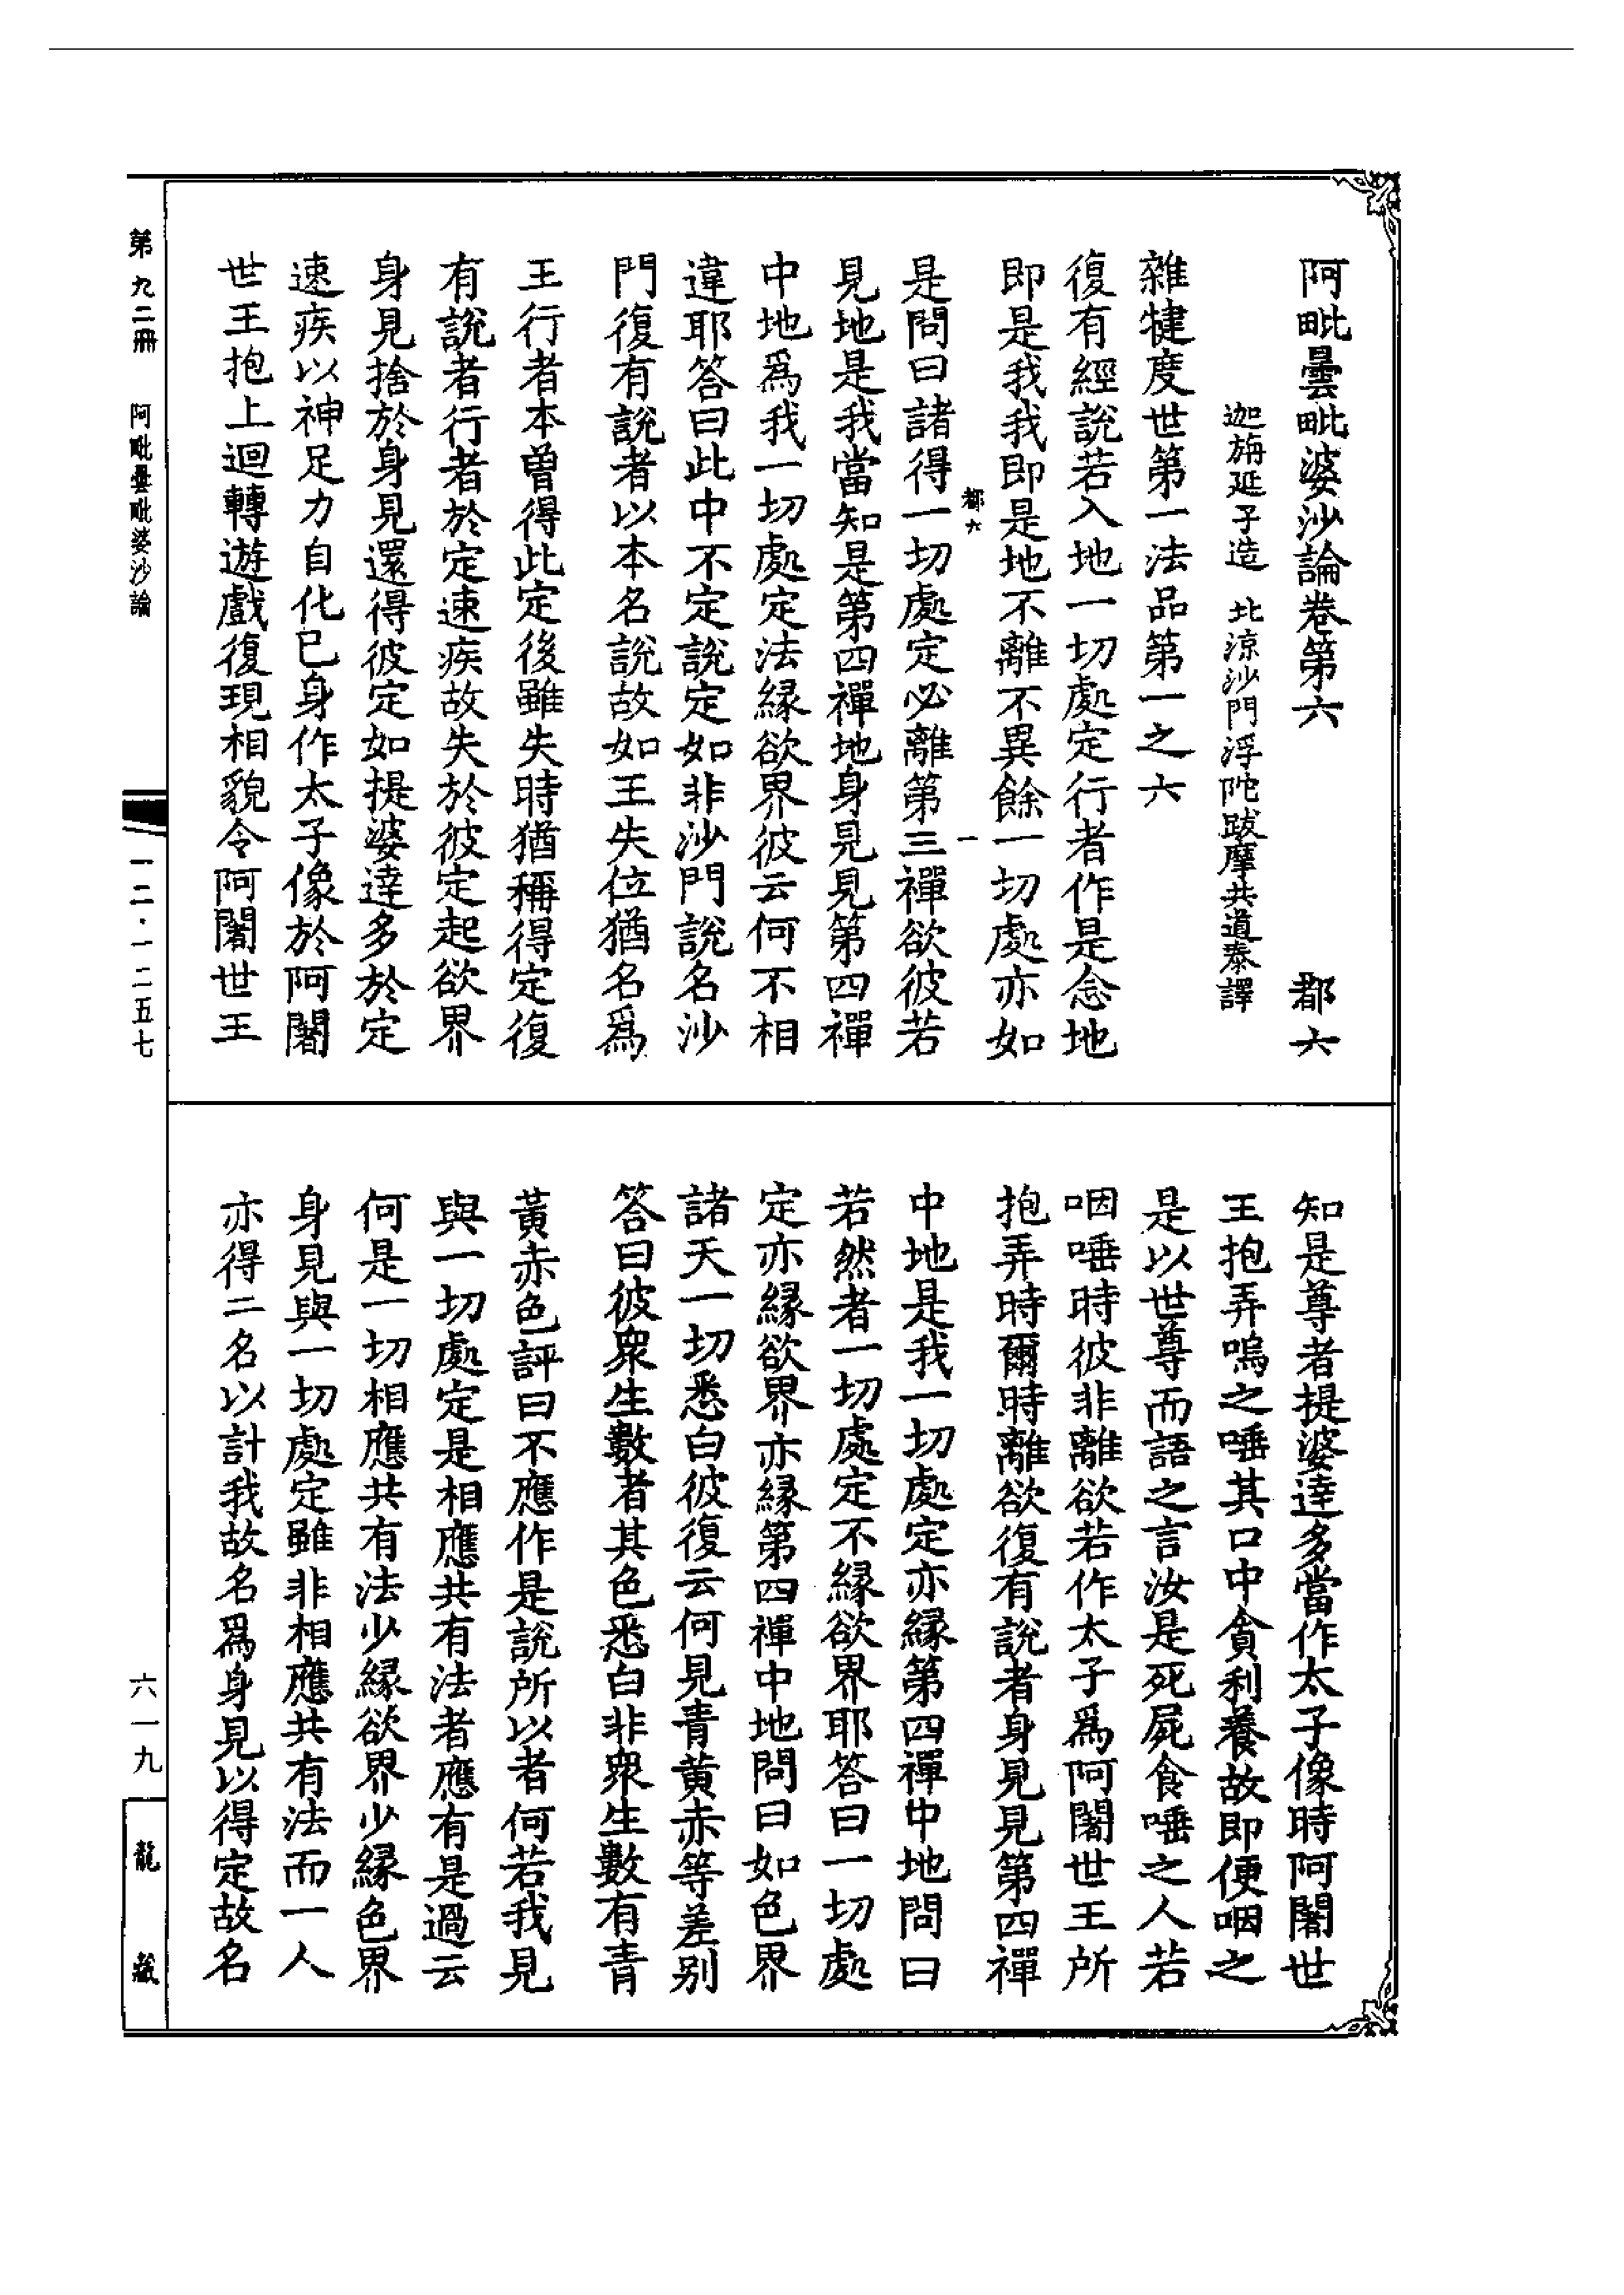 阿毗曇毗婆沙論卷第六　都六
迦旃延子造　北涼沙門浮陀跋摩共道泰譯
雜犍度世第一法品第一之六
復有經說若入地一切處定行者作是念地
即是我我即是地不離不異餘一切處亦如
都六　一
是問曰諸得一切處定必離第三禪欲彼若
見地是我當知是第四禪地身見見第四禪
中地爲我一切處定法緣欲界彼云何不相
違耶答曰此中不定說定如非沙門說名沙
門復有說者以本名說故如王失位猶名爲
王行者本曾得此定後雖失時猶稱得定復
有說者行者於定速疾故失於彼定起欲界
身見捨於身見還得彼定如提婆達多於定
速疾以神足力自化已身作太子像於阿闍
世王抱上迴轉遊戲復現相貌令阿闍世王
知是尊者提婆達多當作太子像時阿闍世
王抱弄嗚之唾其口中貪利養故即便咽之
是以世尊而語之言汝是死屍食唾之人若
咽唾時彼非離欲若作太子爲阿闍世王所
抱弄時爾時離欲復有說者身見見第四禪
中地是我一切處定亦緣第四禪中地問曰
若然者一切處定不緣欲界耶答曰一切處
定亦緣欲界亦緣第四禪中地問曰如色界
諸天一切悉白彼復云何見青黃赤等差別
答曰彼衆生數者其色悉白非衆生數有青
黃赤色評曰不應作是說所以者何若我見
與一切處定是相應共有法者應有是過云
何是一切相應共有法少緣欲界少緣色界
身見與一切處定雖非相應共有法而一人
亦得二名以計我故名爲身見以得定故名
第九二冊　阿毗曇毗婆沙論
一二·一二五七
六一九
龍藏